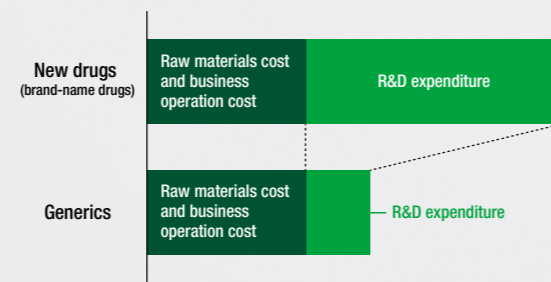 New drugs
(brand-name drugs)
Raw materials cost
and business
operation cost
R&D expenditure
Generics
Raw materials cost
and business
operation cost
R&D expenditure